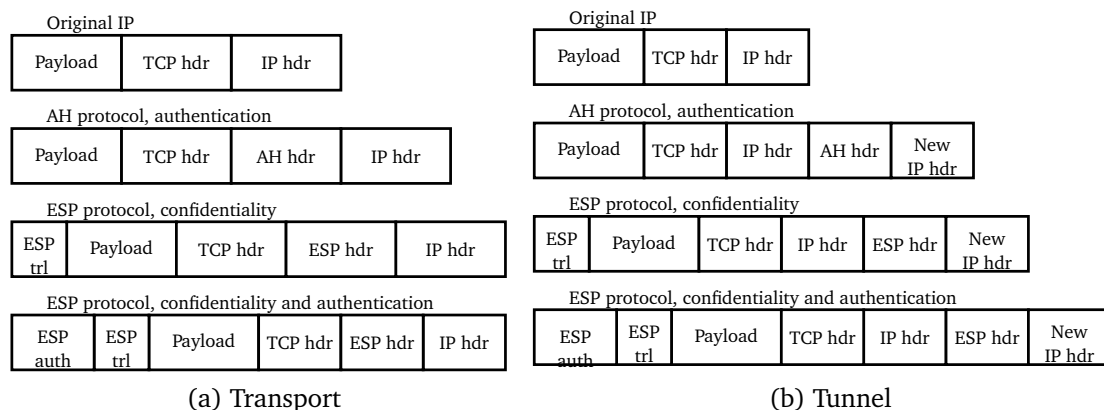 Original IP
Payload TCP hdr IP hdr
AH protocol, authentication
Payload TCP hdr AH hdr IP hdr
ESP protocol, confidentiality
ESP trl Payload TCP hdr ESP hdr IP hdr
ESP protocol, confidentiality and authentication
ESP auth ESP trl Payload TCP hdr ESP hdr IP hdr
(a) Transport
Original IP
Payload TCP hdr IP hdr
AH protocol, authentication
Payload TCP hdr IP hdr AH hdr New IP hdr
ESP protocol, confidentiality
ESP trl Payload TCP hdr IP hdr ESP hdr New IP hdr
ESP protocol, confidentiality and authentication
ESP auth ESP trl Payload TCP hdr IP hdr ESP hdr New IP hdr
(b) Tunnel